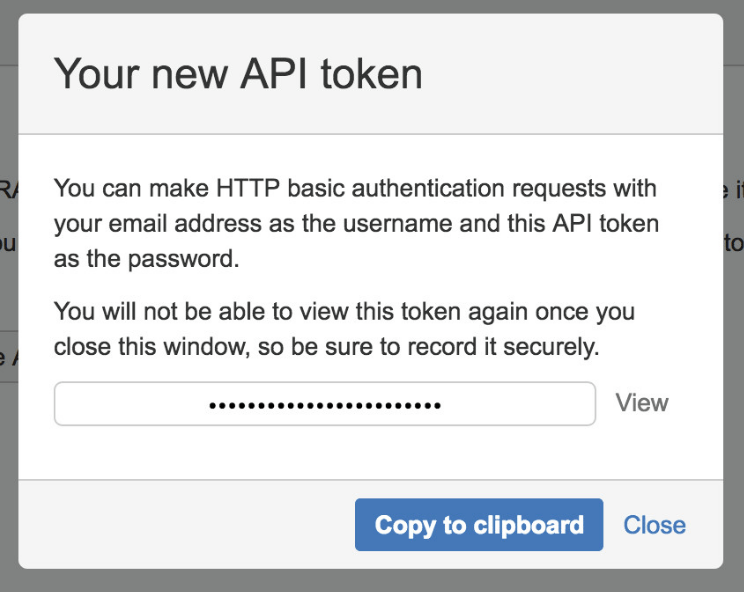 Your new API token
You can make HTTP basic authentication requests with
your email address as the username and this API token
as the password.
You will not be able to view this token again once you
close this window, so be sure to record it securely.
•••••••••••••••••••••••• View
Copy to clipboard Close